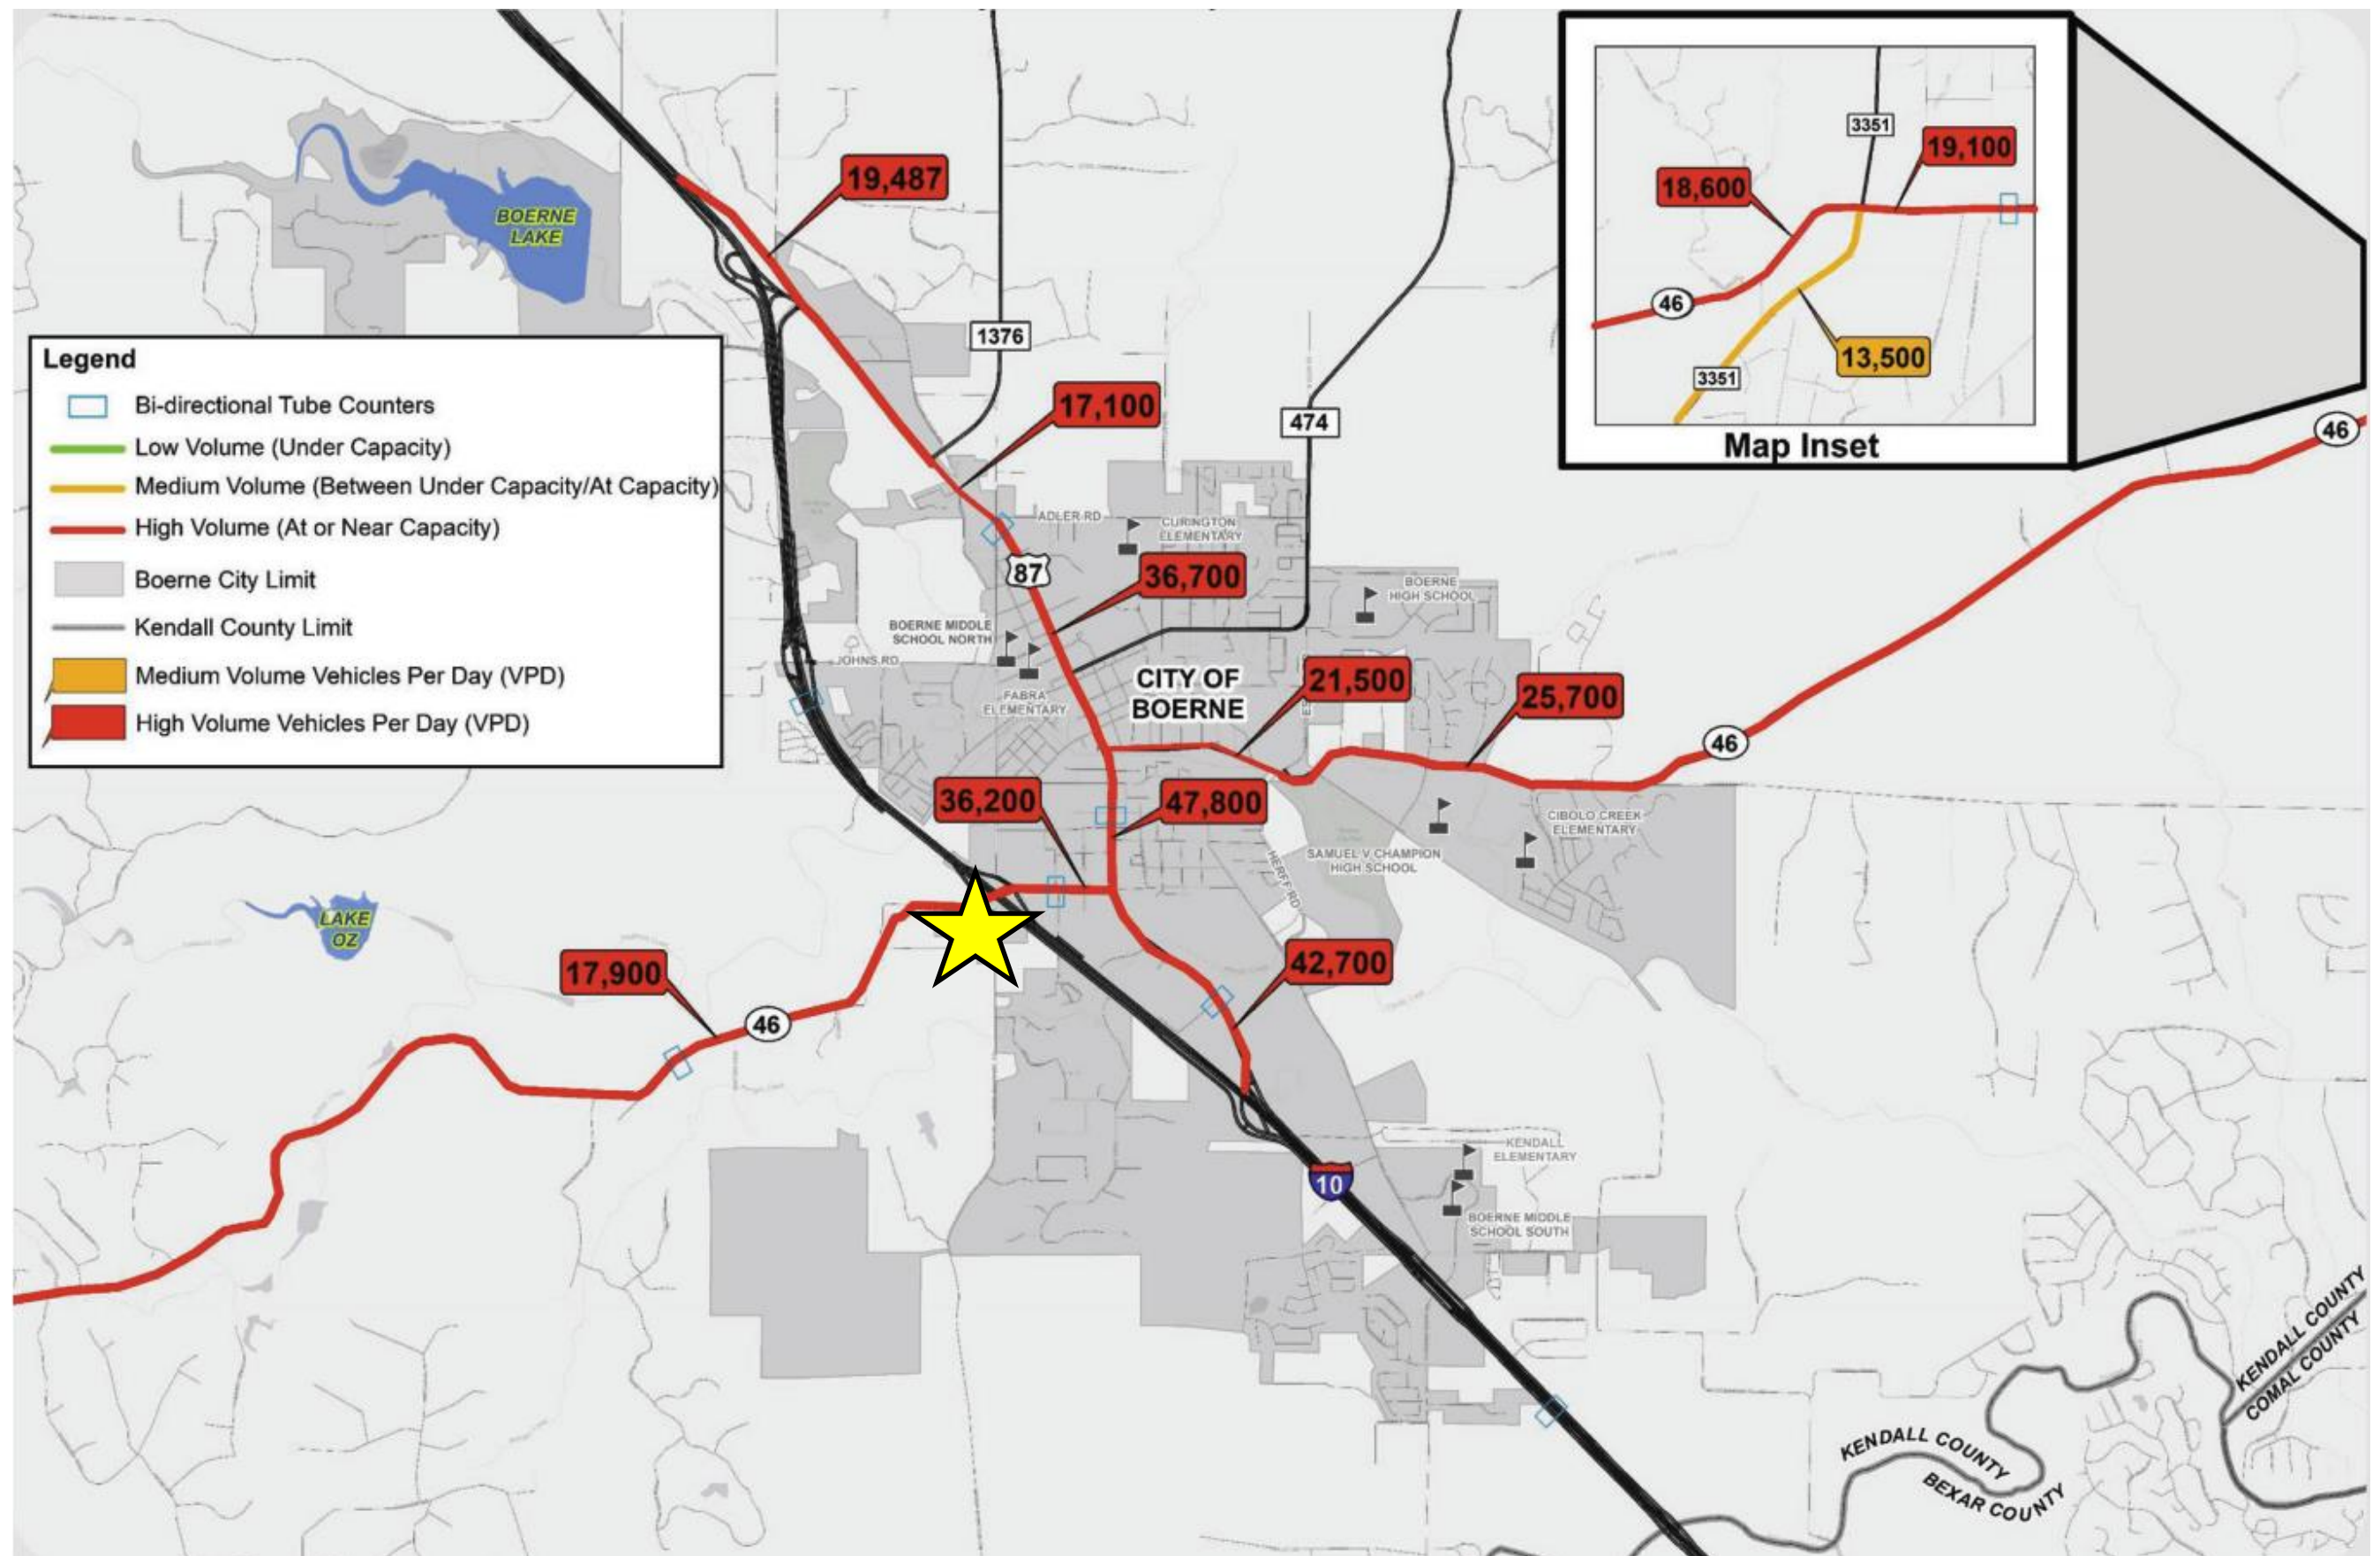 19,487
BOERNE
LAKE
1376
17,100
474
Legend
Bi-directional Tube Counters
Low Volume (Under Capacity)
Medium Volume (Between Under Capacity/At Capacity)
High Volume (At or Near Capacity)
Boerne City Limit
Kendall County Limit
Medium Volume Vehicles Per Day (VPD)
High Volume Vehicles Per Day (VPD)
3351
19,100
18,600
46
13,500
3351
Map Inset
46
ADLER RD
CURINGTON
ELEMENTARY
87
36,700
BOERNE
HIGH SCHOOL
BOERNE MIDDLE
SCHOOL NORTH
JOHNS RD
FABRA
ELEMENTARY
CITY OF
BOERNE
21,500
25,700
46
36,200
47,800
CIBOLO CREEK
ELEMENTARY
SAMUEL V CHAMPION
HIGH SCHOOL
HERFF RD
LAKE
OZ
17,900
46
42,700
KENDALL
ELEMENTARY
10
BOERNE MIDDLE
SCHOOL SOUTH
KENDALL COUNTY
COMAL COUNTY
KENDALL COUNTY
BEXAR COUNTY